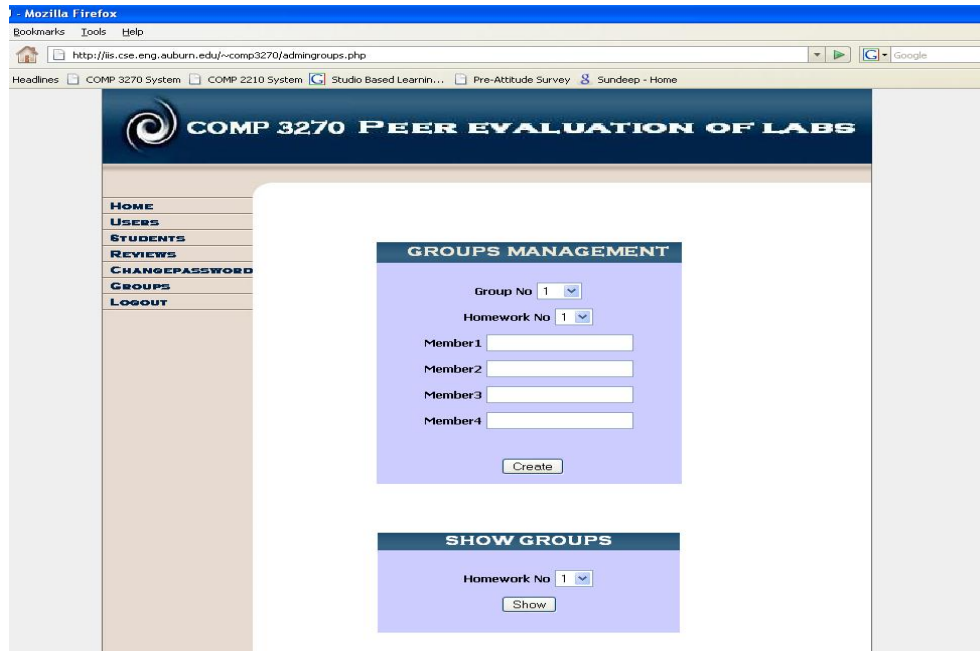 - Mozilla Firefox
Bookmarks Tools Help
http://iis.cse.eng.auburn.edu/~comp3270/admingroups.php
G Google
Headlines COMP 3270 System COMP 2210 System G Studio Based Learnin... Pre-Attitude Survey 8 Sundeep - Home
COMP 3270 PEER EVALUATION OF LABS
HOME
USERS
STUDENTS
REVIEWS
CHANGEPASSWORD
GROUPS
LOGOUT
GROUPS MANAGEMENT
Group No 1
Homework No 1
Member1
Member2
Member3
Member4
Create
SHOW GROUPS
Homework No 1
Show